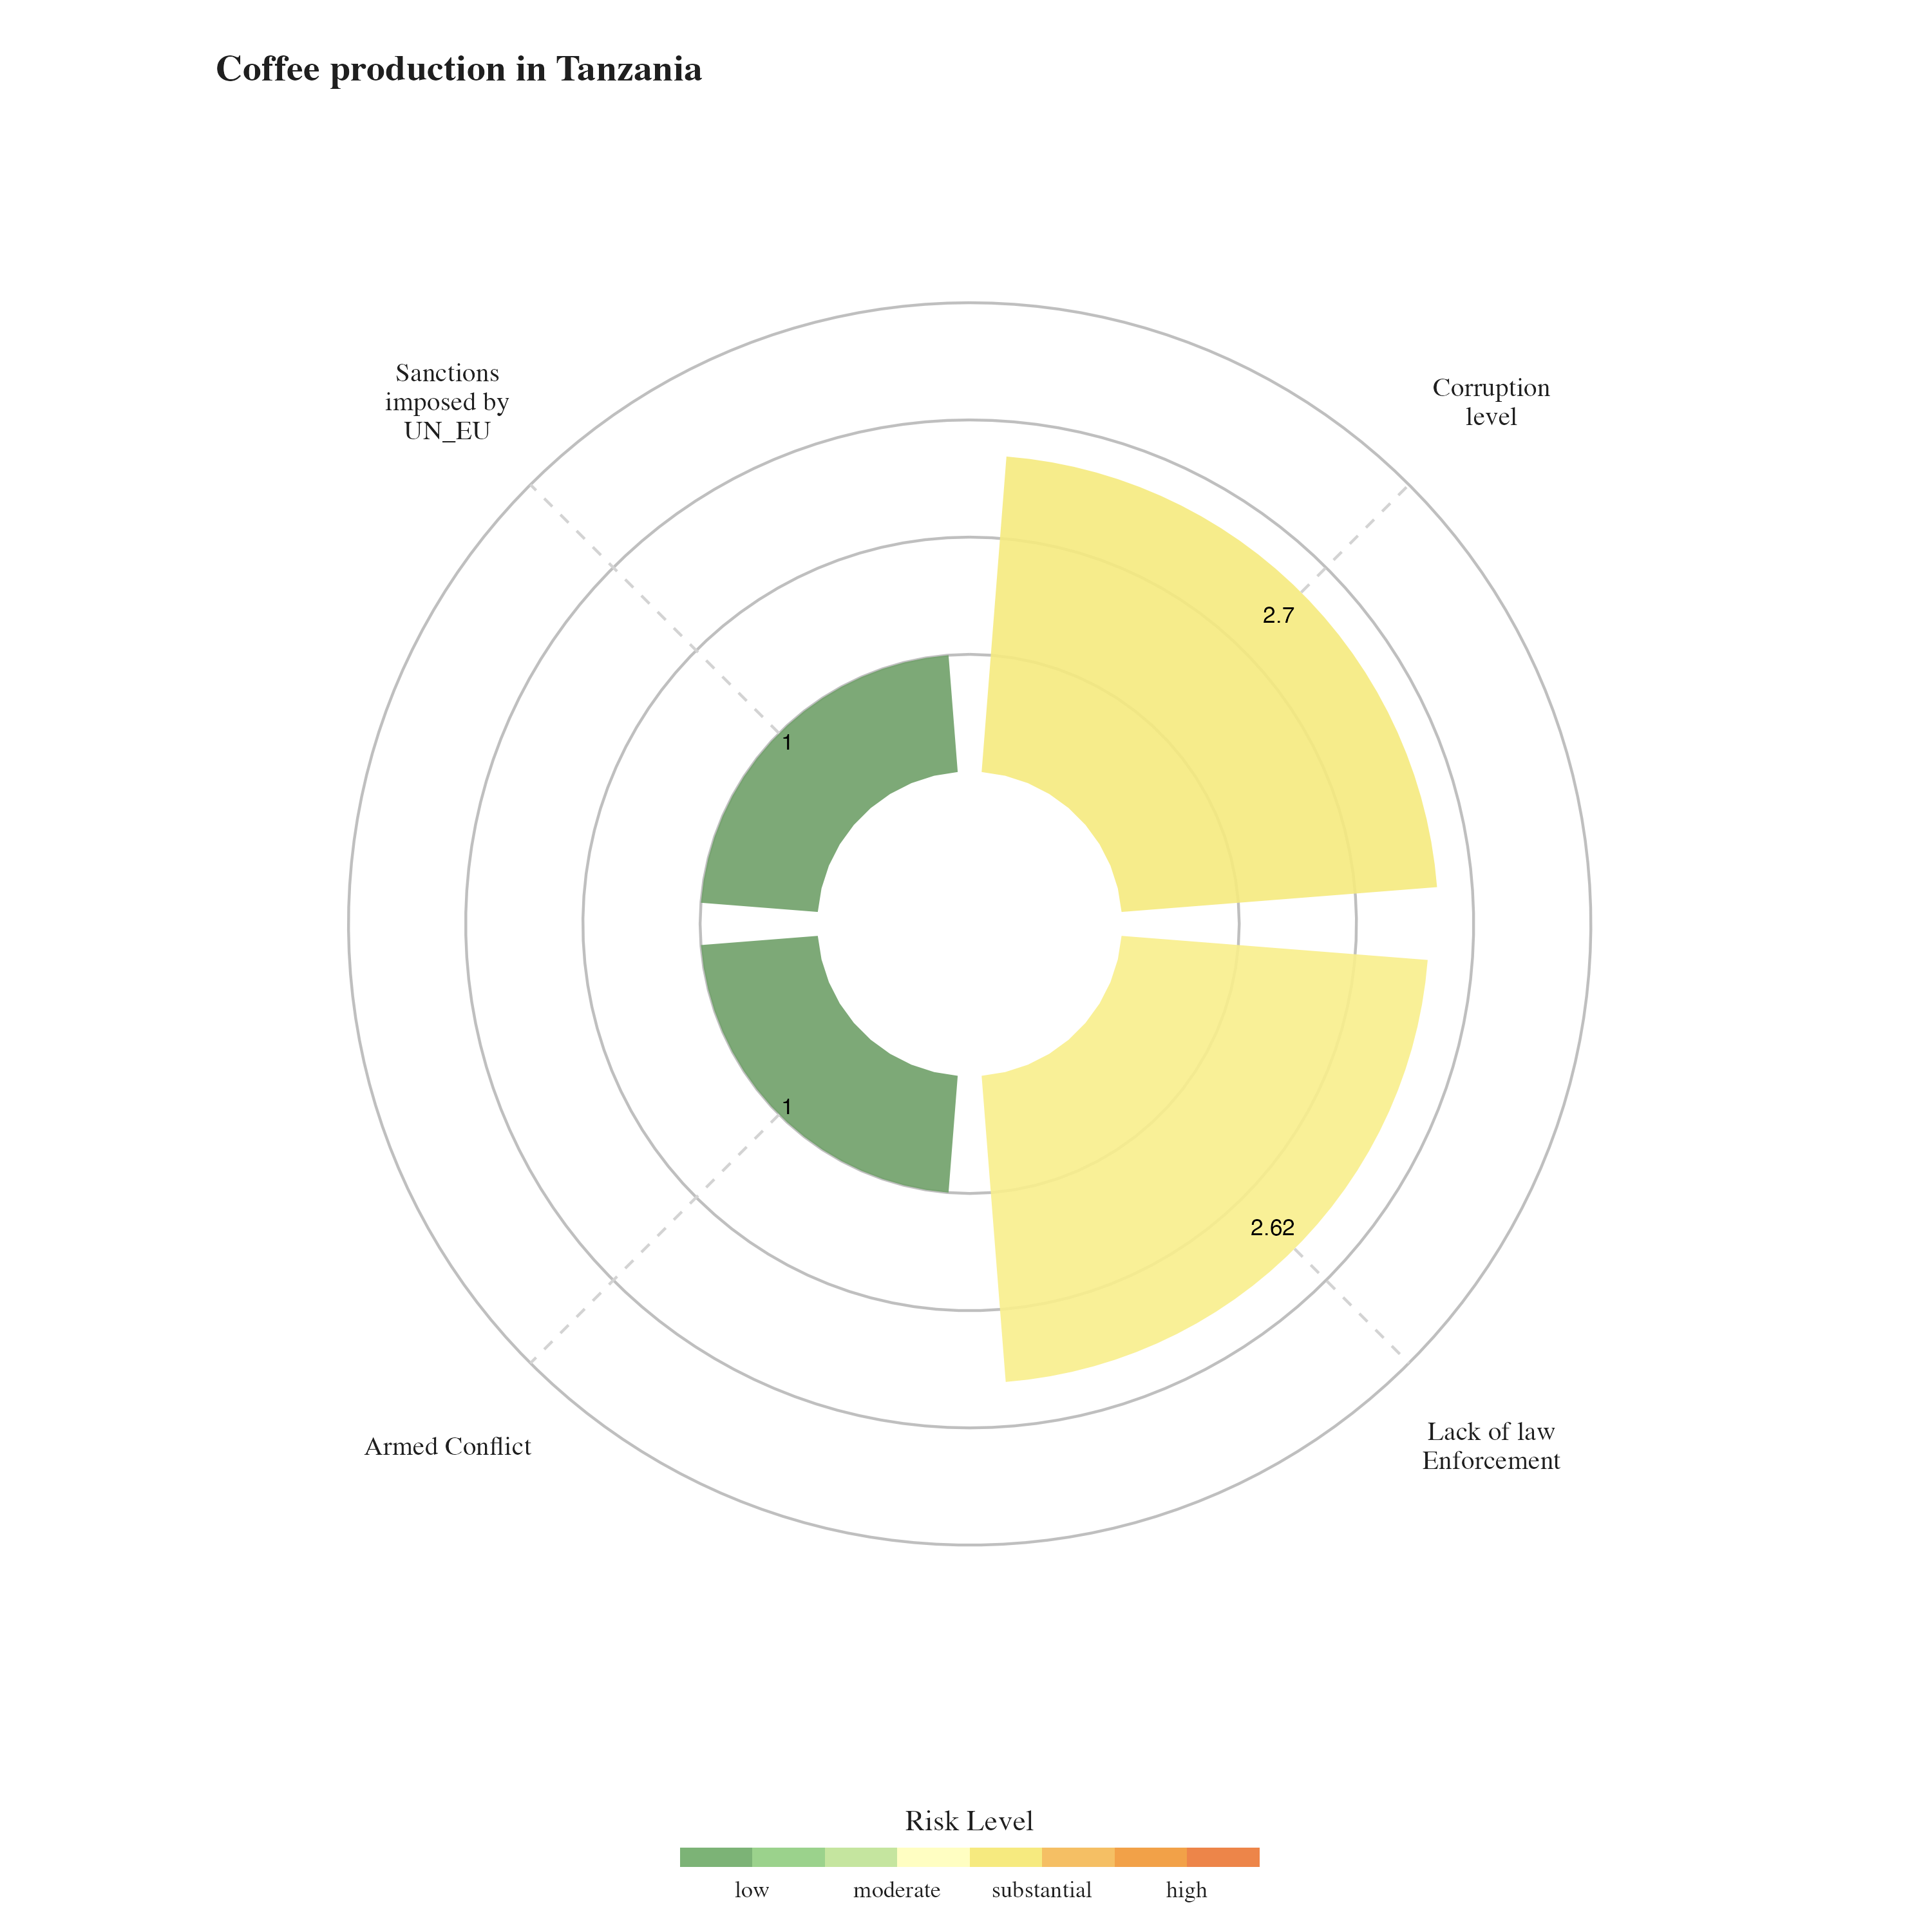 Coffee production in Tanzania
Sanctions
imposed by
UN_EU
Corruption
level
2.7
1
1
2.62
Armed Conflict
Lack of law
Enforcement
Risk Level
low moderate substantial high